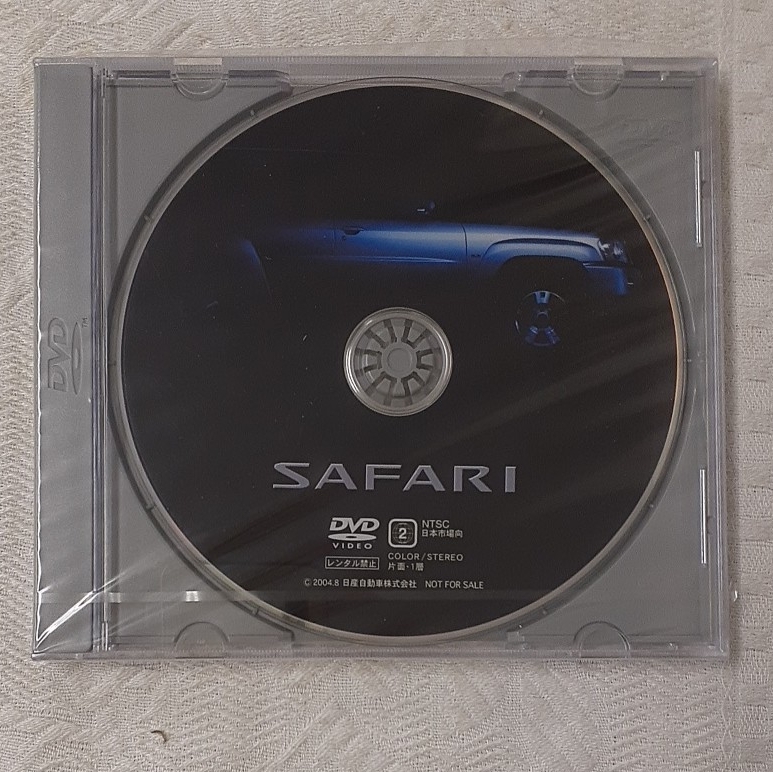 SAFARI
DVD
VIDEO
2
NTSC
日本市場向
レンタル禁止
COLOR/STEREO
片面・1層
© 2004.8 日産自動車株式会社 NOT FOR SALE
DVD™